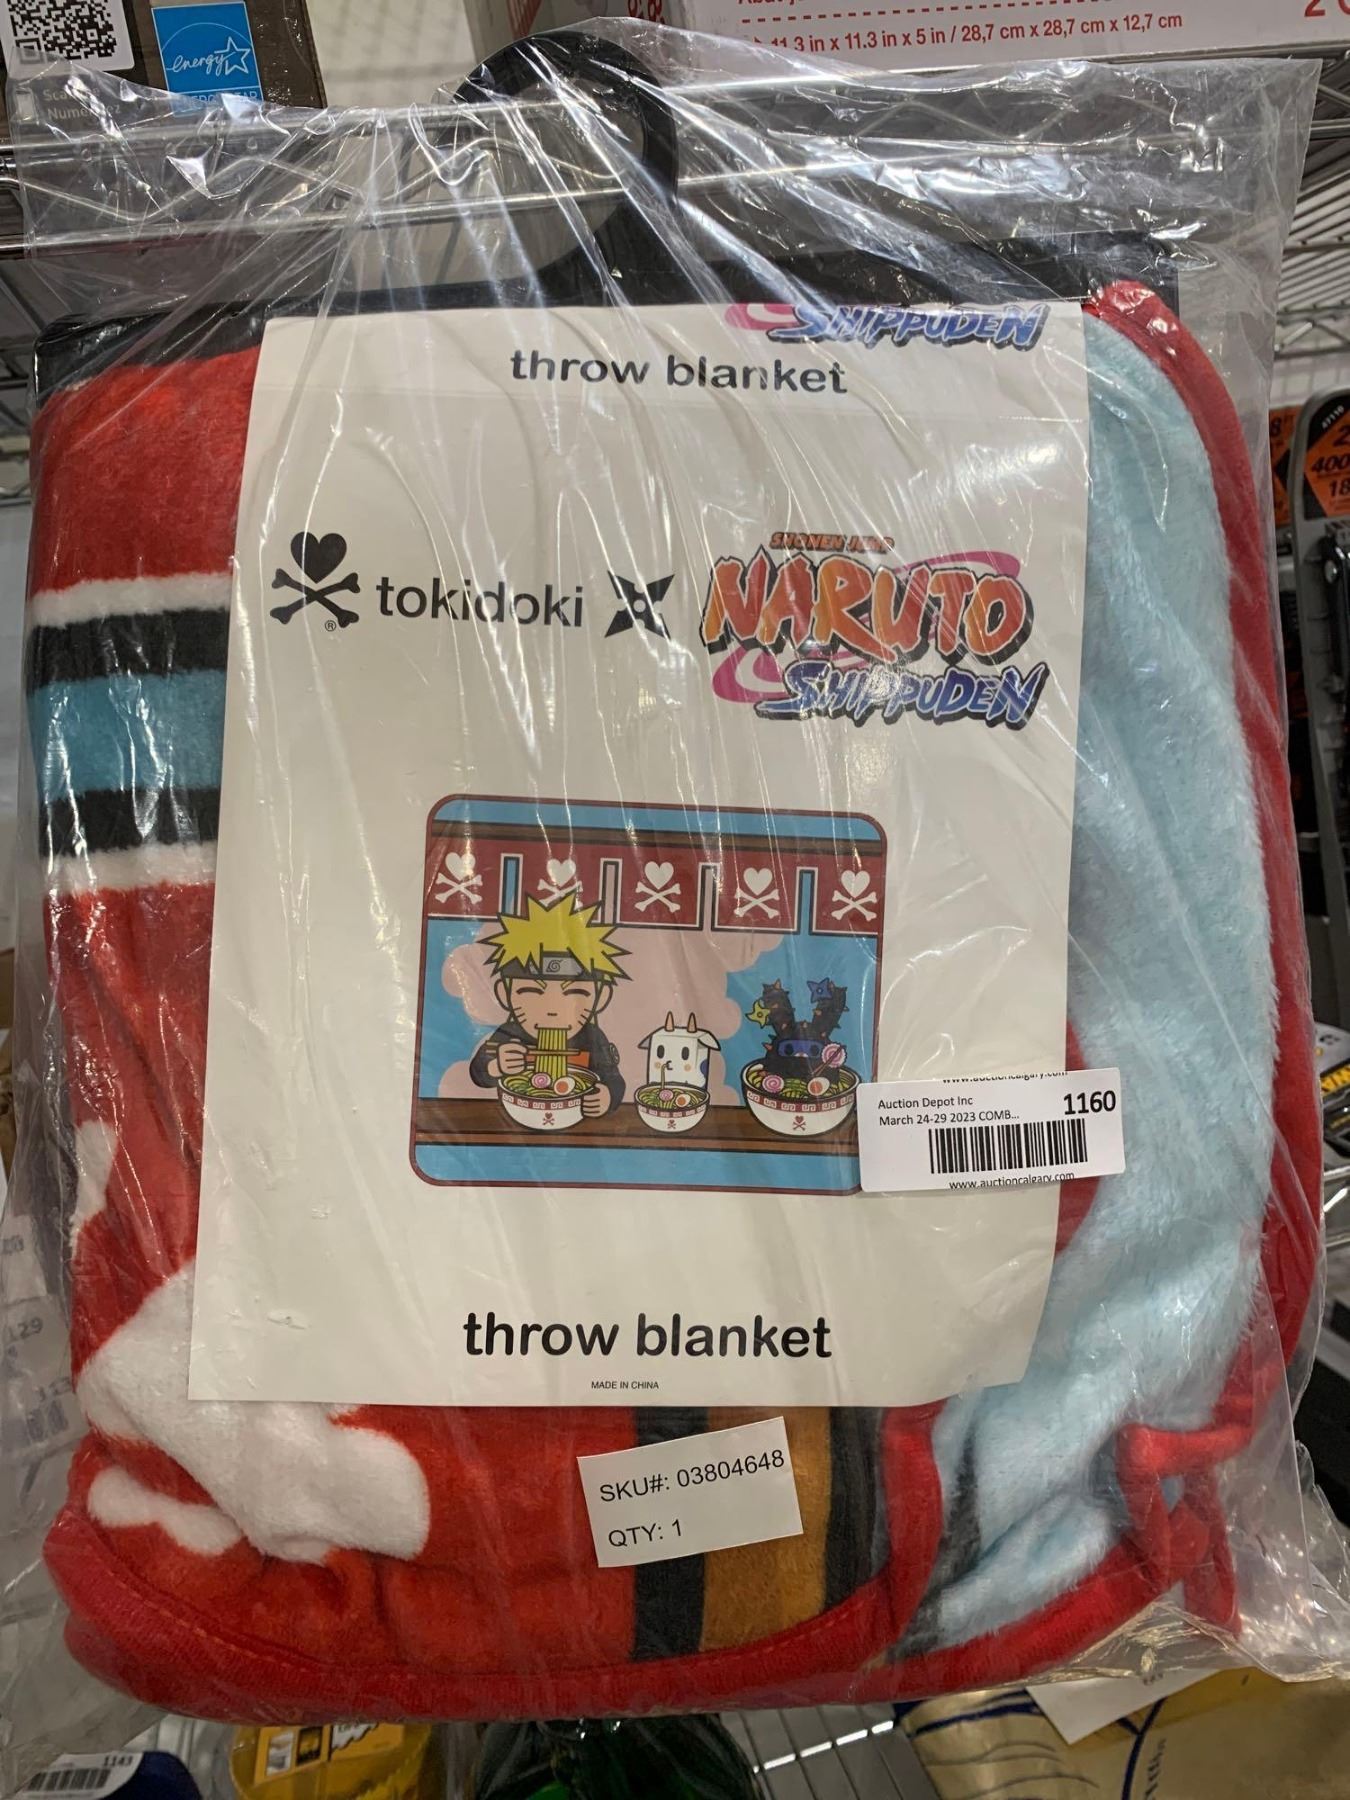 energy
11.3 in x 11.3 in x 5 in / 28,7 cm x 28,7 cm x 12,7 cm
SHIPPUDEN
throw blanket
tokidoki
®
SHONEN JUMP
NARUTO
SHIPPUDEN
www.auctioncalgary.com
Auction Depot Inc
1160
March 24-29 2023 COMB...
www.auctioncalgary.com
throw blanket
MADE IN CHINA
SKU#: 03804648
QTY: 1
1143